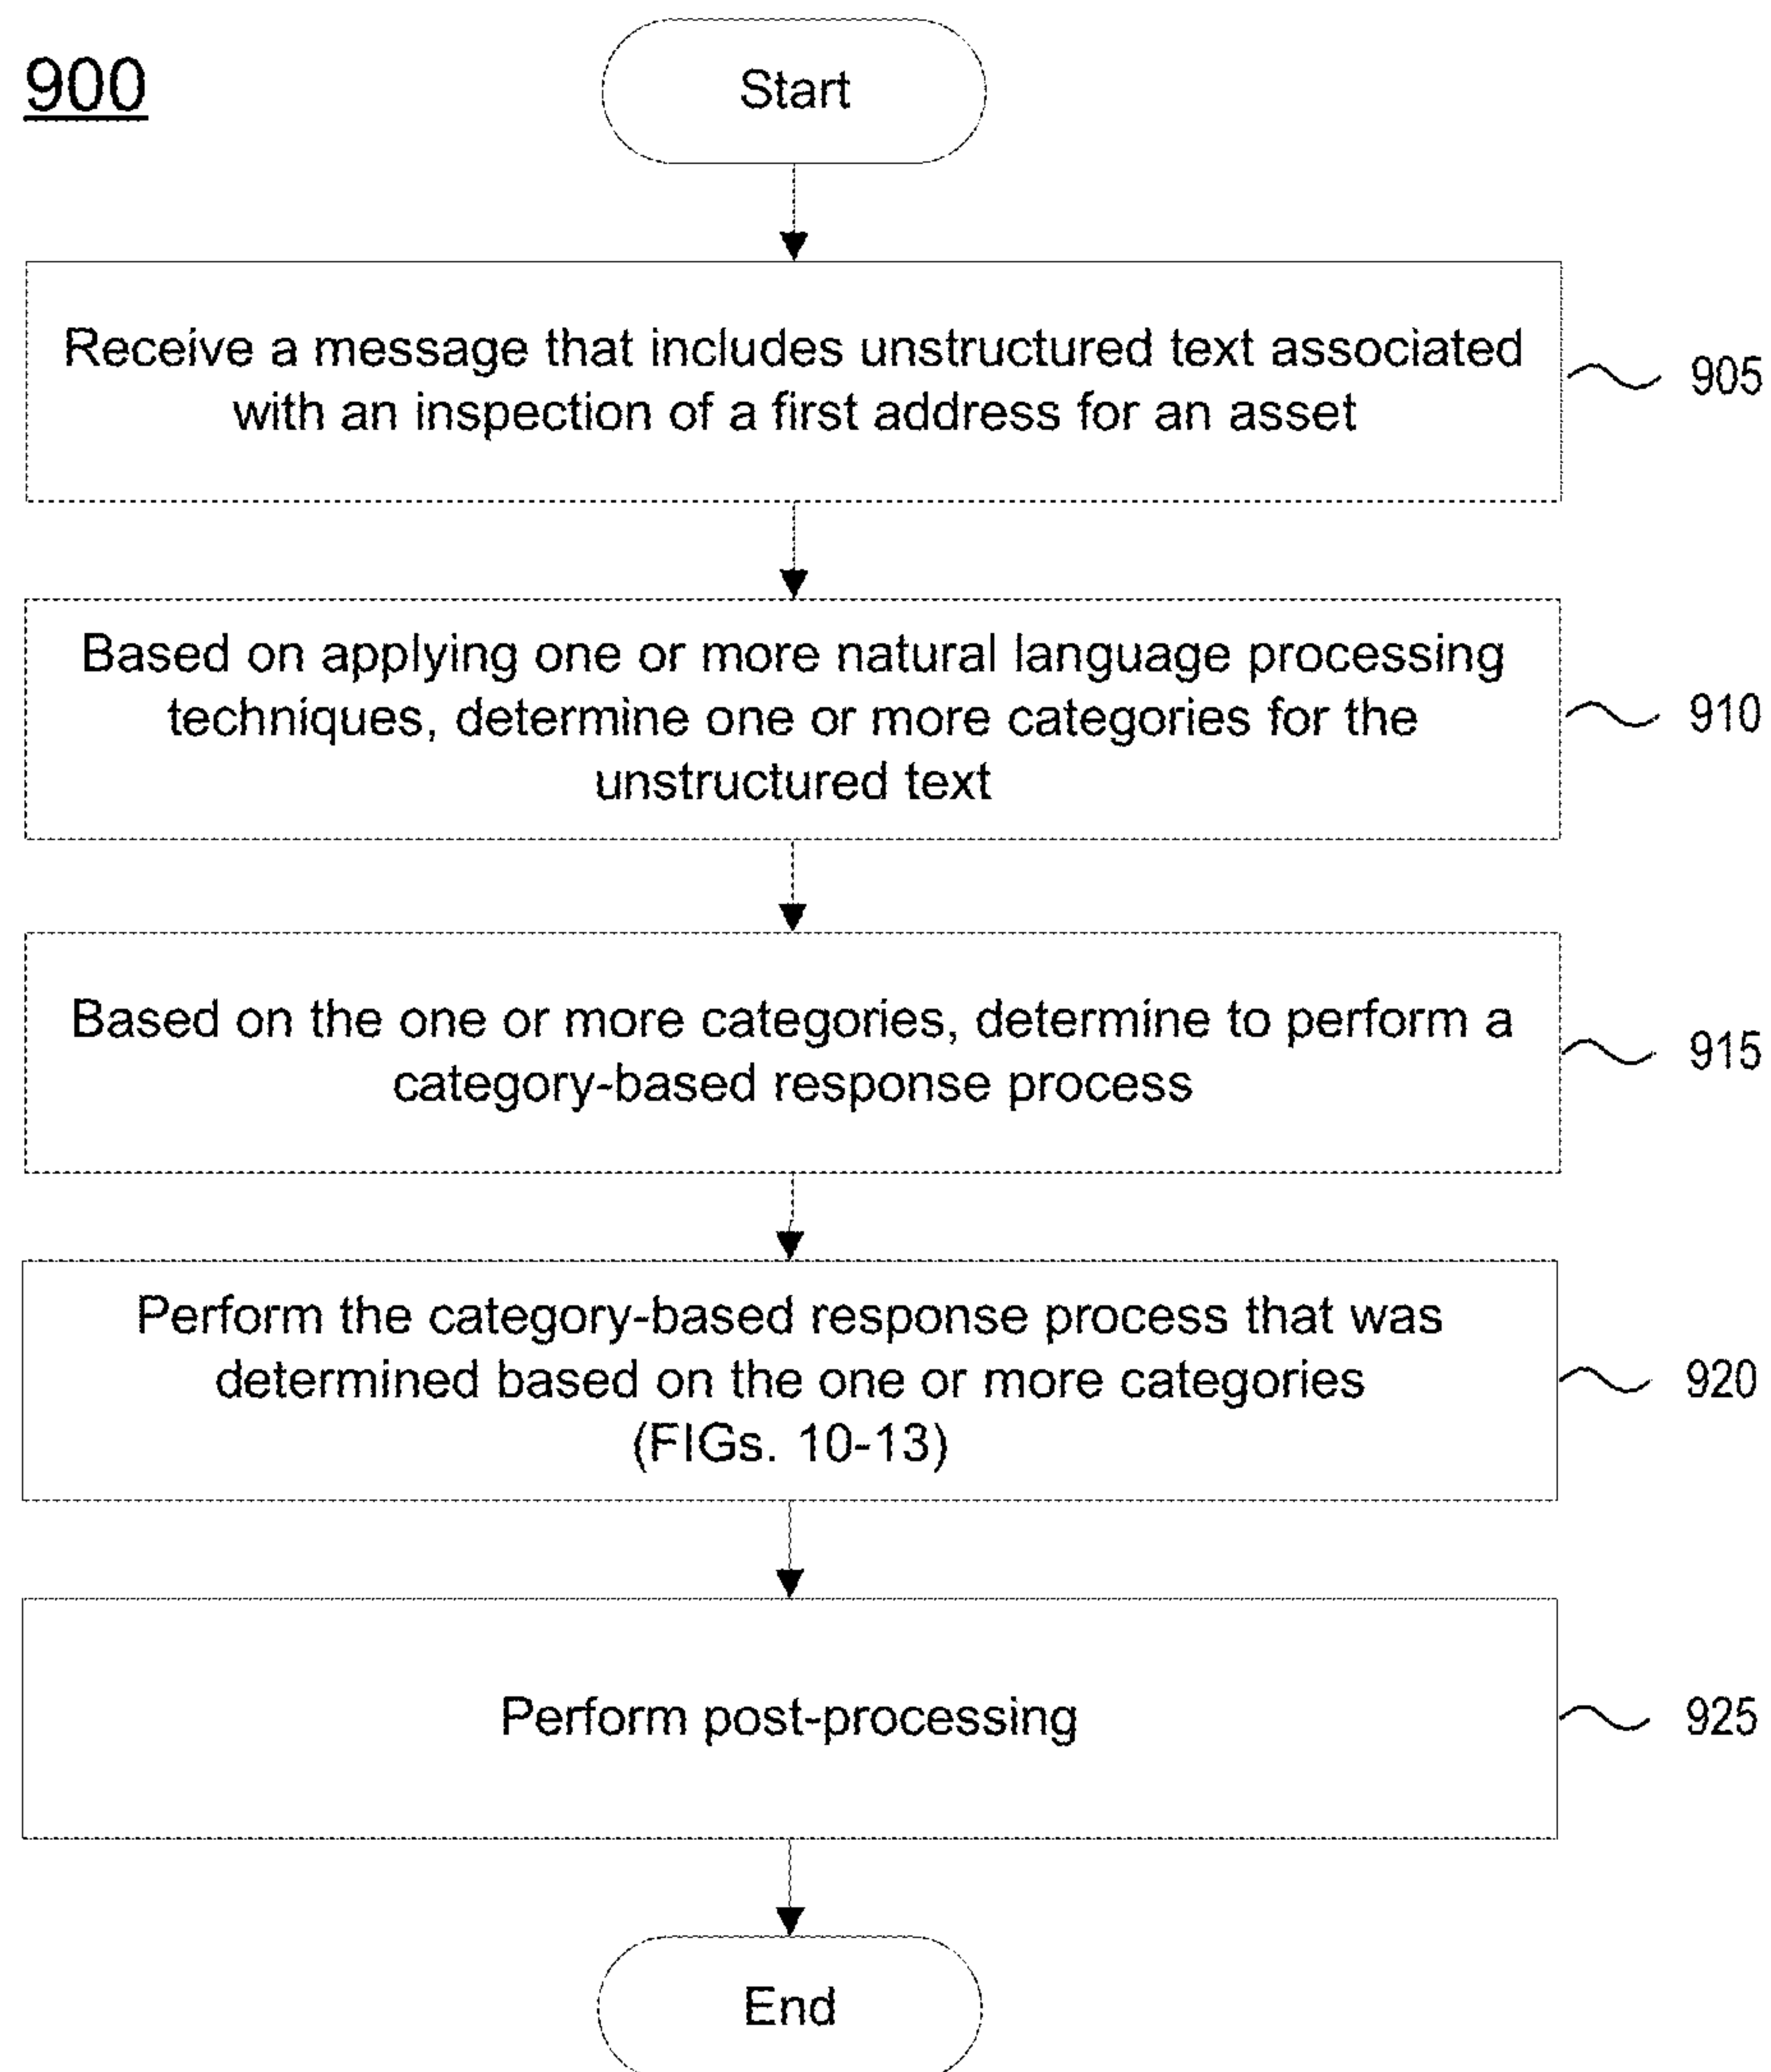 900
Start
Receive a message that includes unstructured text associated
with an inspection of a first address for an asset
905
Based on applying one or more natural language processing
techniques, determine one or more categories for the
unstructured text
910
Based on the one or more categories, determine to perform a
category-based response process
915
Perform the category-based response process that was
determined based on the one or more categories
(FIGs. 10-13)
920
Perform post-processing
925
End